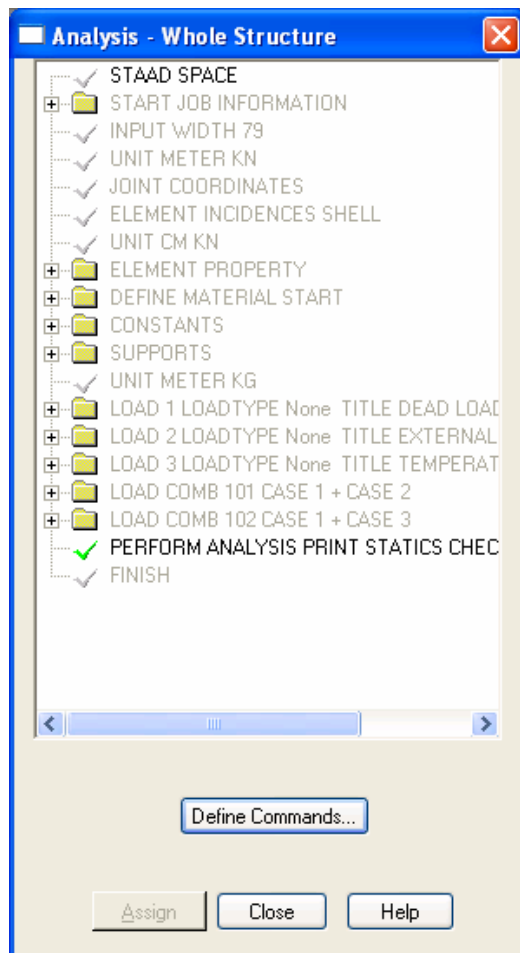 Analysis - Whole Structure
STAAD SPACE
START JOB INFORMATION
INPUT WIDTH 79
UNIT METER KN
JOINT COORDINATES
ELEMENT INCIDENCES SHELL
UNIT CM KN
ELEMENT PROPERTY
DEFINE MATERIAL START
CONSTANTS
SUPPORTS
UNIT METER KG
LOAD 1 LOADTYPE None TITLE DEAD LOAD
LOAD 2 LOADTYPE None TITLE EXTERNAL
LOAD 3 LOADTYPE None TITLE TEMPERAT
LOAD COMB 101 CASE 1 + CASE 2
LOAD COMB 102 CASE 1 + CASE 3
PERFORM ANALYSIS PRINT STATICS CHEC
FINISH
Define Commands...
Assign Close Help